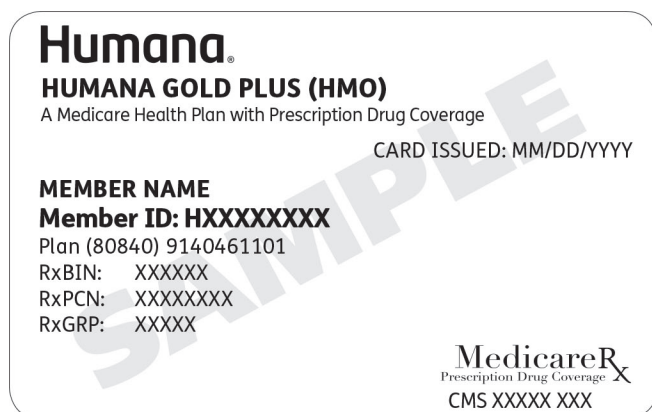 Humana®
HUMANA GOLD PLUS (HMO)
A Medicare Health Plan with Prescription Drug Coverage
CARD ISSUED: MM/DD/YYYY
SAMPLE
MEMBER NAME
Member ID: HXXXXXXXX
Plan (80840) 9140461101
RxBIN: XXXXXX
RxPCN: XXXXXXXX
RxGRP: XXXXX
MedicareRx
Prescription Drug Coverage
CMS XXXXX XXX